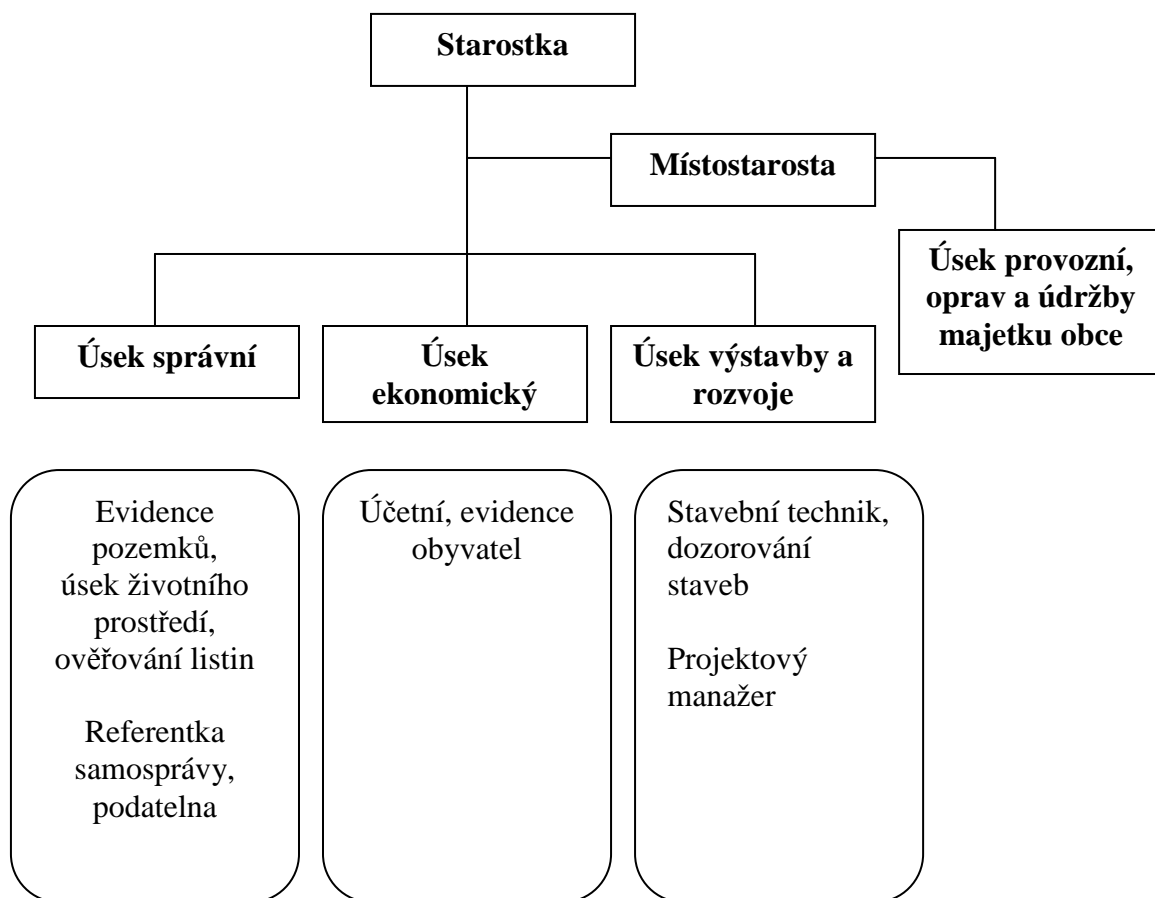 Starostka
Místostarosta
Úsek provozní,
oprav a údržby
majetku obce
Úsek správní
Úsek
ekonomický
Úsek výstavby a
rozvoje
Evidence
pozemků,
úsek životního
prostředí,
ověřování listin
Referentka
samosprávy,
podatelna
Účetní, evidence
obyvatel
Stavební technik,
dozorování
staveb
Projektový
manažer